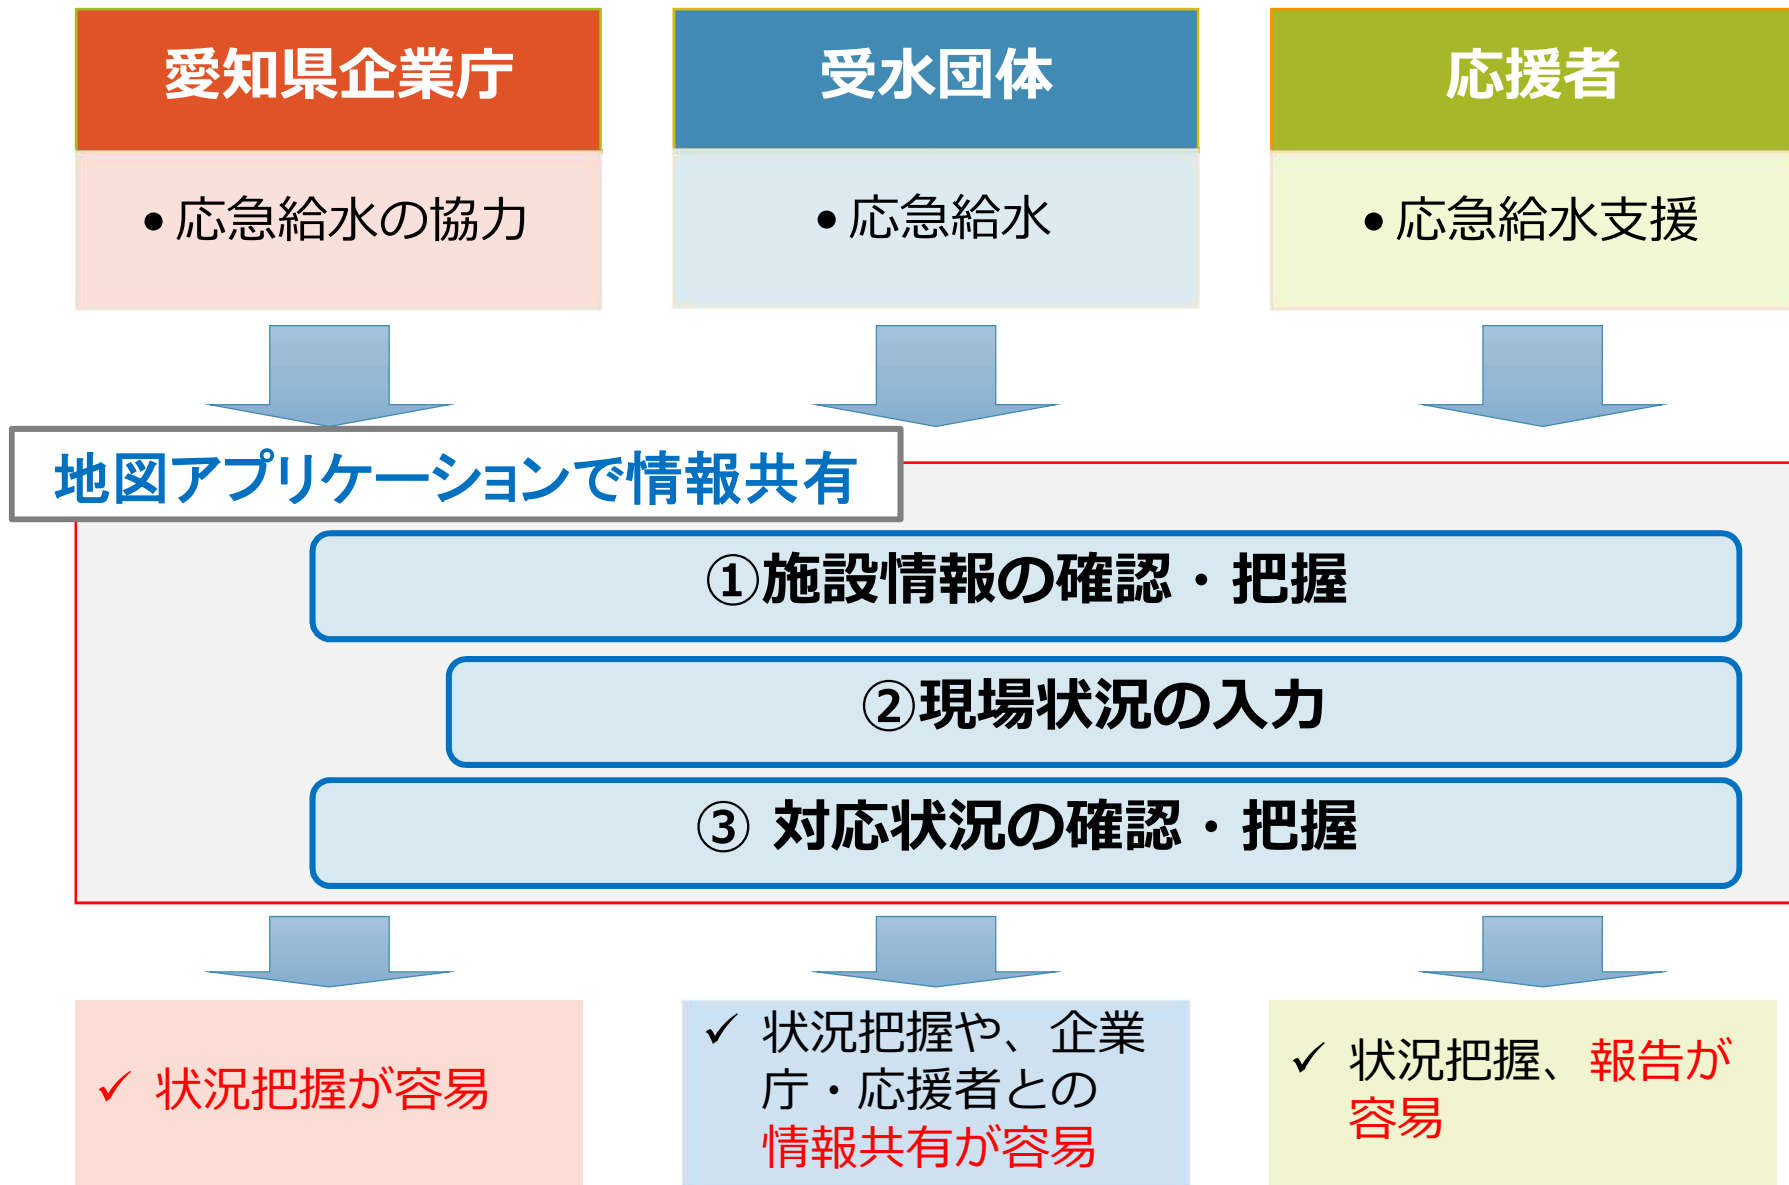 愛知県企業庁
受水団体
応援者
•応急給水の協力
•応急給水
•応急給水支援
地図アプリケーションで情報共有
①施設情報の確認・把握
②現場状況の入力
③ 対応状況の確認・把握
✓ 状況把握が容易
✓ 状況把握や、企業
庁・応援者との
情報共有が容易
✓ 状況把握、報告が
容易